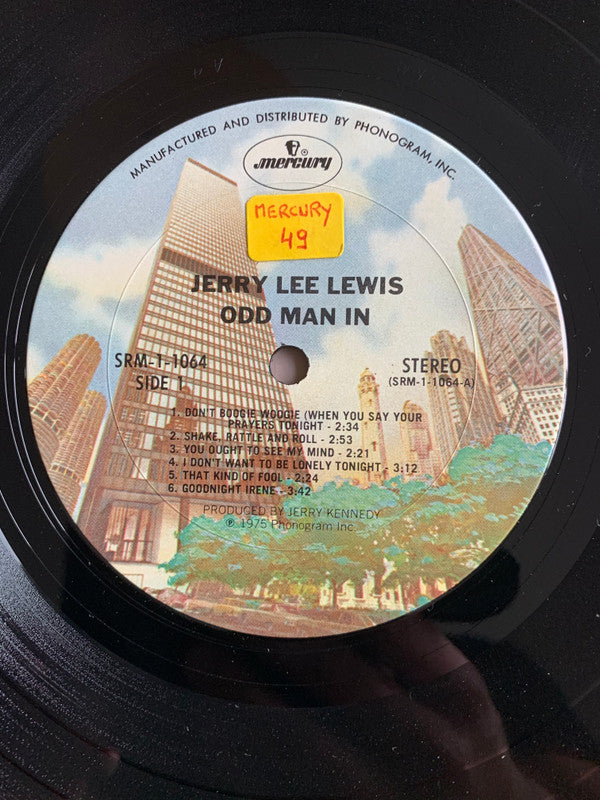 MANUFACTURED AND DISTRIBUTED BY PHONOGRAM, INC.
mercury
MERCURY
49
JERRY LEE LEWIS
ODD MAN IN
SRM-1-1064
SIDE 1
STEREO
(SRM-1-1064-A)
1. DON'T BOOGIE WOOGIE (WHEN YOU SAY YOUR
PRAYERS TONIGHT - 2:34
2. SHAKE, RATTLE AND ROLL - 2:53
3. YOU OUGHT TO SEE MY MIND - 2:21
4. I DON'T WANT TO BE LONELY TONIGHT - 3:12
5. THAT KIND OF FOOL - 2:24
6. GOODNIGHT IRENE - 3:42
PRODUCED BY JERRY KENNEDY
℗ 1975 Phonogram Inc.